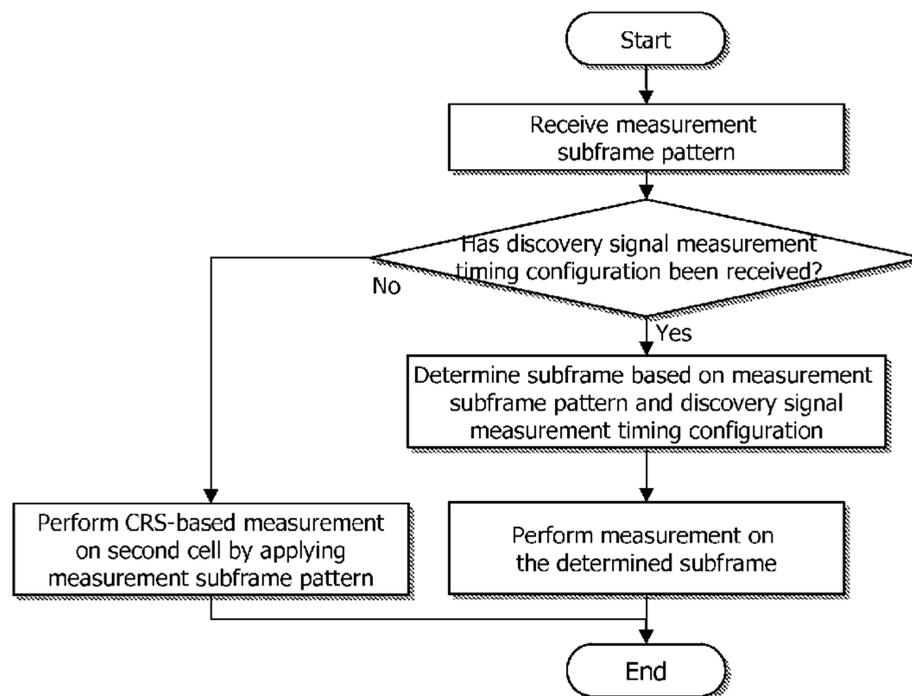 Start
Receive measurement
subframe pattern
Has discovery signal measurement
timing configuration been received?
No
Yes
Determine subframe based on measurement
subframe pattern and discovery signal
measurement timing configuration
Perform CRS-based measurement
on second cell by applying
measurement subframe pattern
Perform measurement on
the determined subframe
End